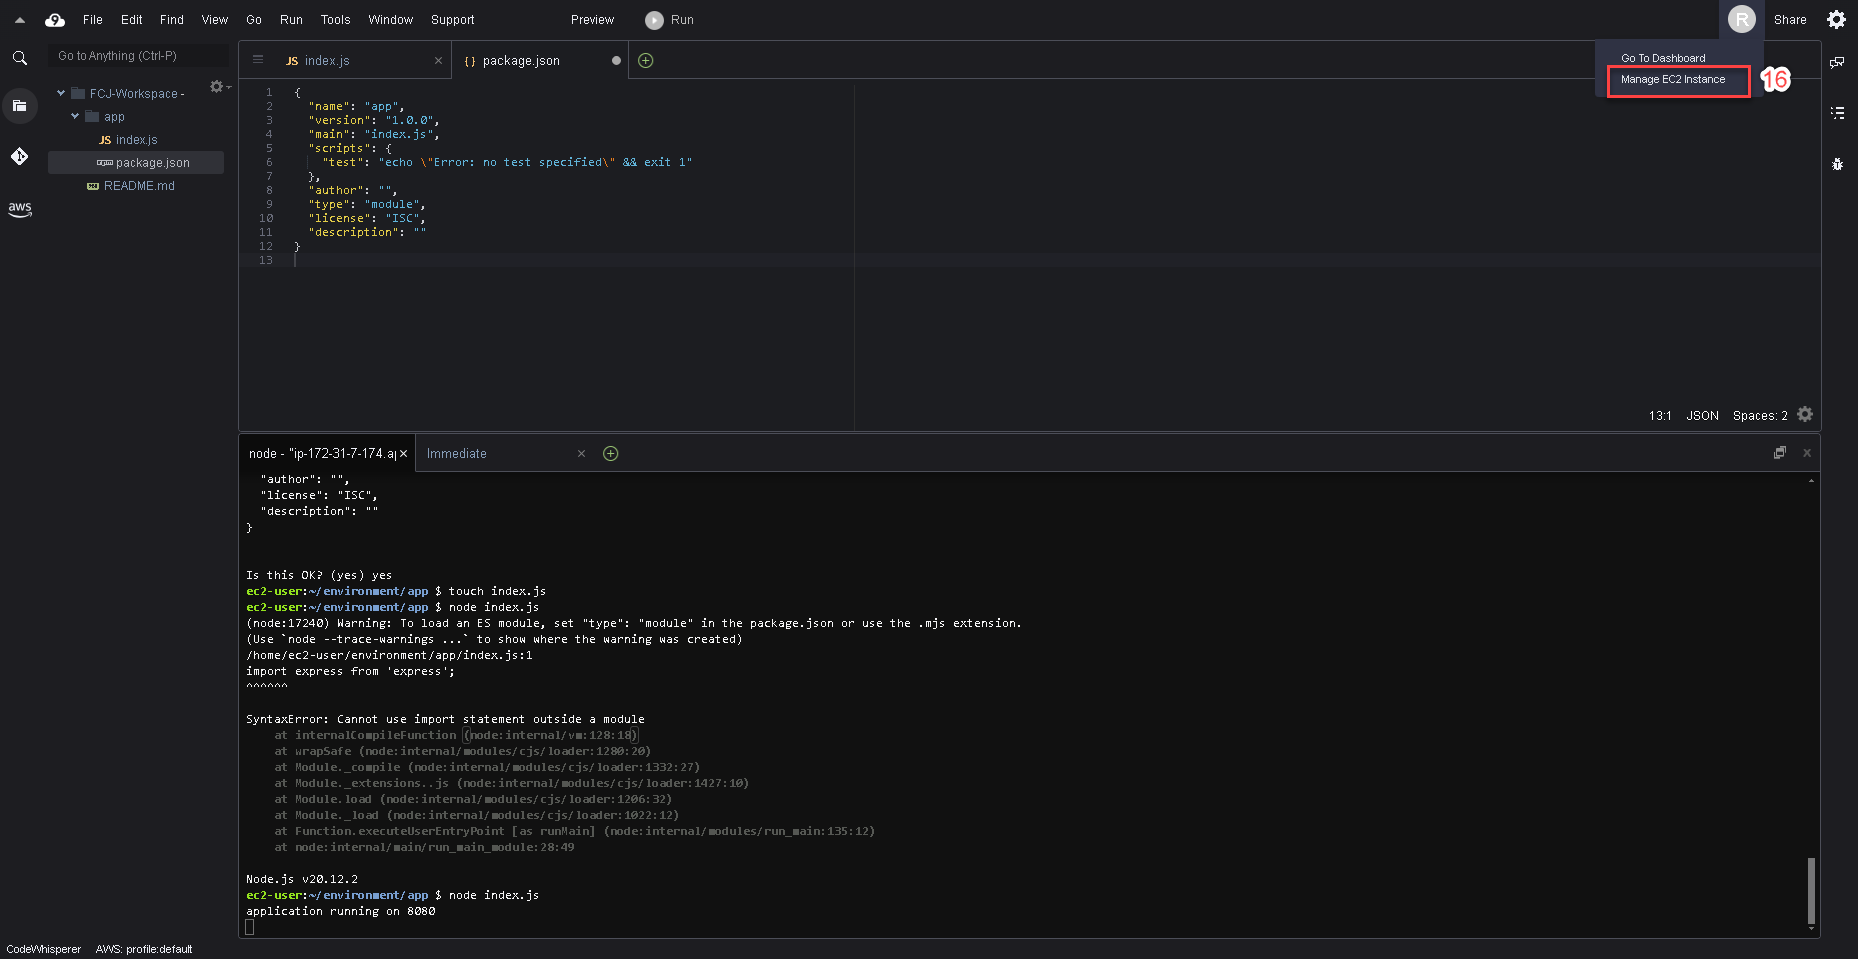 9 File Edit Find View Go Run Tools Window Support Preview Run R Share
Go to Anything (Ctrl-P)
JS index.js
{} package.json
Go To Dashboard
Manage EC2 Instance
16
FCJ-Workspace -
app
JS index.js
package.json
README.md
aws
1 {
2 "name": "app",
3 "version": "1.0.0",
4 "main": "index.js",
5 "scripts": {
6 "test": "echo \"Error: no test specified\" && exit 1"
7 },
8 "author": "",
9 "type": "module",
10 "license": "ISC",
11 "description": ""
12 }
13
13:1 JSON Spaces: 2
node - "ip-172-31-7-174.ap
Immediate
"author": "",
"license": "ISC",
"description": ""
}
Is this OK? (yes) yes
ec2-user:~/environment/app $ touch index.js
ec2-user:~/environment/app $ node index.js
(node:17240) Warning: To load an ES module, set "type": "module" in the package.json or use the .mjs extension.
(Use `node --trace-warnings ...` to show where the warning was created)
/home/ec2-user/environment/app/index.js:1
import express from 'express';
^^^^^^
SyntaxError: Cannot use import statement outside a module
at internalCompileFunction (node:internal/vm:128:18)
at wrapSafe (node:internal/modules/cjs/loader:1280:20)
at Module._compile (node:internal/modules/cjs/loader:1332:27)
at Module._extensions..js (node:internal/modules/cjs/loader:1427:10)
at Module.load (node:internal/modules/cjs/loader:1206:32)
at Module._load (node:internal/modules/cjs/loader:1022:12)
at Function.executeUserEntryPoint [as runMain] (node:internal/modules/run_main:135:12)
at node:internal/main/run_main_module:28:49
Node.js v20.12.2
ec2-user:~/environment/app $ node index.js
application running on 8080
CodeWhisperer AWS: profile:default